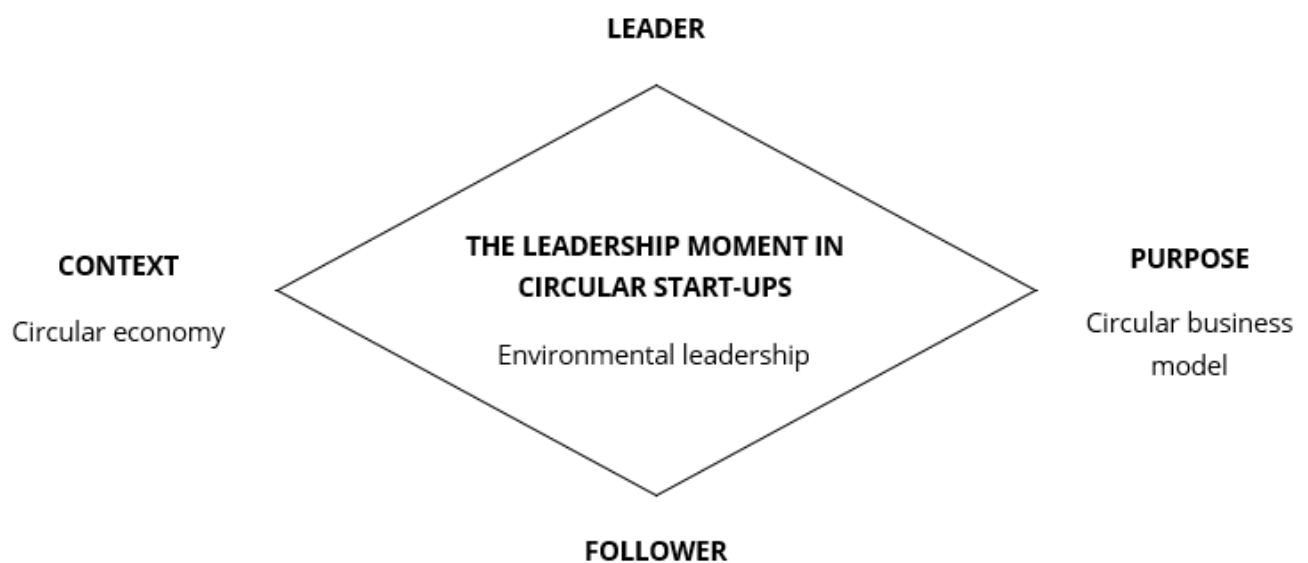 LEADER
THE LEADERSHIP MOMENT IN
CIRCULAR START-UPS
Environmental leadership
CONTEXT
Circular economy
PURPOSE
Circular business
model
FOLLOWER